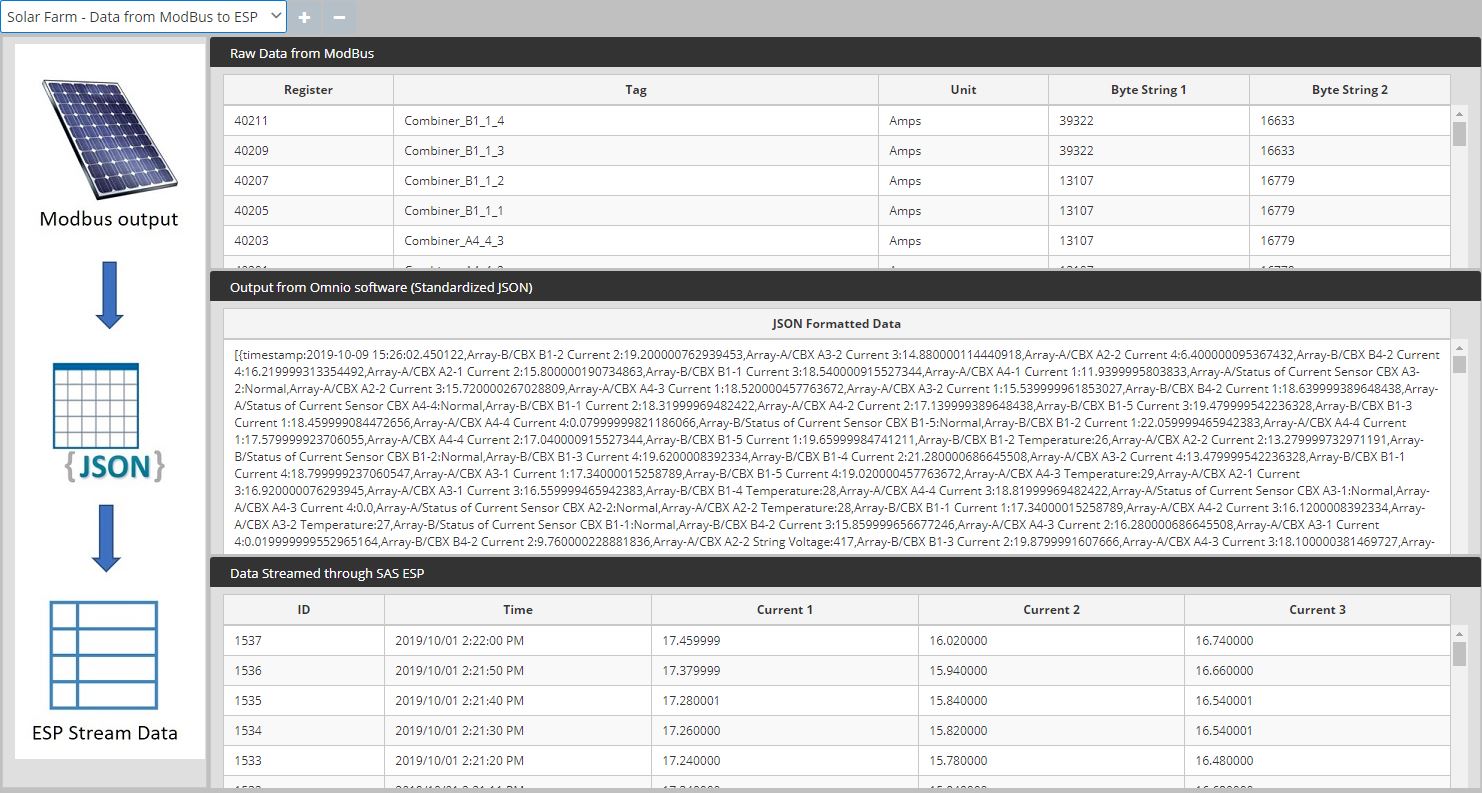 Solar Farm - Data from ModBus to ESP
Modbus output
{JSON}
ESP Stream Data
Raw Data from ModBus
Register Tag Unit Byte String 1 Byte String 2
40211 Combiner_B1_1_4 Amps 39322 16633
40209 Combiner_B1_1_3 Amps 39322 16633
40207 Combiner_B1_1_2 Amps 13107 16779
40205 Combiner_B1_1_1 Amps 13107 16779
40203 Combiner_A4_4_3 Amps 13107 16779
Output from Omnio software (Standardized JSON)
JSON Formatted Data
[{timestamp:2019-10-09 15:26:02.450122,Array-B/CBX B1-2 Current 2:19.200000762939453,Array-A/CBX A3-2 Current 3:14.880000114440918,Array-A/CBX A2-2 Current 4:6.400000095367432,Array-B/CBX B4-2 Current
4:16.219999313354492,Array-A/CBX A2-1 Current 2:15.800000190734863,Array-B/CBX B1-1 Current 3:18.540000915527344,Array-A/CBX A4-1 Current 1:11.9399995803833,Array-A/Status of Current Sensor CBX A3-
2:Normal,Array-A/CBX A2-2 Current 3:15.720000267028809,Array-A/CBX A4-3 Current 1:18.520000457763672,Array-A/CBX A3-2 Current 1:15.539999961853027,Array-B/CBX B4-2 Current 1:18.639999389648438,Array-
A/Status of Current Sensor CBX A4-4:Normal,Array-B/CBX B1-1 Current 2:18.31999969482422,Array-A/CBX A4-2 Current 2:17.139999389648438,Array-B/CBX B1-5 Current 3:19.479999542236328,Array-B/CBX B1-3
Current 1:18.459999084472656,Array-A/CBX A4-4 Current 4:0.07999999821186066,Array-B/Status of Current Sensor CBX B1-5:Normal,Array-B/CBX B1-2 Current 1:22.059999465942383,Array-A/CBX A4-4 Current
1:17.579999923706055,Array-A/CBX A4-4 Current 2:17.040000915527344,Array-B/CBX B1-5 Current 1:19.65999984741211,Array-B/CBX B1-2 Temperature:26,Array-A/CBX A2-2 Current 2:13.279999732971191,Array-
B/Status of Current Sensor CBX B1-2:Normal,Array-B/CBX B1-3 Current 4:19.6200008392334,Array-B/CBX B1-4 Current 2:21.280000686645508,Array-A/CBX A3-2 Current 4:13.479999542236328,Array-B/CBX B1-1
Current 4:18.799999237060547,Array-A/CBX A3-1 Current 1:17.34000015258789,Array-B/CBX B1-5 Current 4:19.020000457763672,Array-A/CBX A4-3 Temperature:29,Array-A/CBX A2-1 Current
3:16.920000076293945,Array-A/CBX A3-1 Current 3:16.559999465942383,Array-B/CBX B1-4 Temperature:28,Array-A/CBX A4-4 Current 3:18.81999969482422,Array-A/Status of Current Sensor CBX A3-1:Normal,Array-
A/CBX A4-3 Current 4:0.0,Array-A/Status of Current Sensor CBX A2-2:Normal,Array-A/CBX A2-2 Temperature:28,Array-B/CBX B1-1 Current 1:17.34000015258789,Array-A/CBX A4-2 Current 3:16.1200008392334,Array-
A/CBX A3-2 Temperature:27,Array-B/Status of Current Sensor CBX B1-1:Normal,Array-B/CBX B4-2 Current 3:15.859999656677246,Array-A/CBX A4-3 Current 2:16.280000686645508,Array-A/CBX A3-1 Current
4:0.019999999552965164,Array-B/CBX B4-2 Current 2:9.760000228881836,Array-A/CBX A2-2 String Voltage:417,Array-B/CBX B1-3 Current 2:19.8799991607666,Array-A/CBX A4-3 Current 3:18.100000381469727,Array-
Data Streamed through SAS ESP
ID Time Current 1 Current 2 Current 3
1537 2019/10/01 2:22:00 PM 17.459999 16.020000 16.740000
1536 2019/10/01 2:21:50 PM 17.379999 15.940000 16.660000
1535 2019/10/01 2:21:40 PM 17.280001 15.840000 16.540001
1534 2019/10/01 2:21:30 PM 17.260000 15.820000 16.540001
1533 2019/10/01 2:21:20 PM 17.240000 15.780000 16.480000